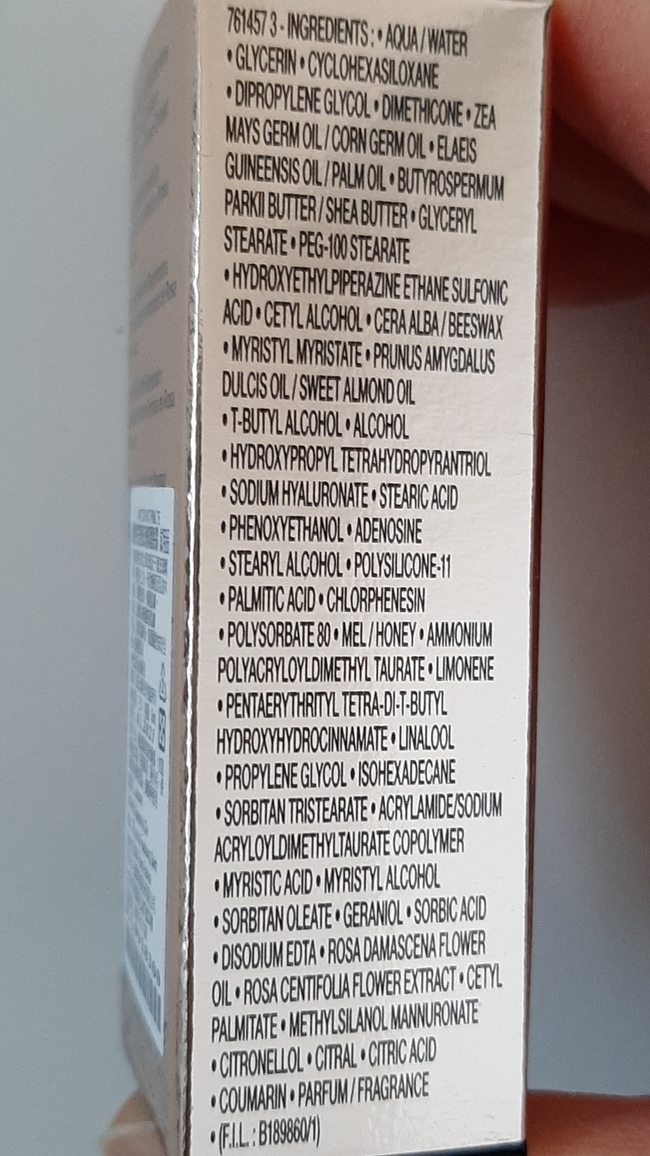 761457 3 - INGREDIENTS : • AQUA / WATER
• GLYCERIN • CYCLOHEXASILOXANE
• DIPROPYLENE GLYCOL • DIMETHICONE • ZEA
MAYS GERM OIL / CORN GERM OIL • ELAEIS
GUINEENSIS OIL / PALM OIL • BUTYROSPERMUM
PARKII BUTTER / SHEA BUTTER • GLYCERYL
STEARATE • PEG-100 STEARATE
• HYDROXYETHYLPIPERAZINE ETHANE SULFONIC
ACID • CETYL ALCOHOL • CERA ALBA / BEESWAX
• MYRISTYL MYRISTATE • PRUNUS AMYGDALUS
DULCIS OIL / SWEET ALMOND OIL
• T-BUTYL ALCOHOL • ALCOHOL
• HYDROXYPROPYL TETRAHYDROPYRANTRIOL
• SODIUM HYALURONATE • STEARIC ACID
• PHENOXYETHANOL • ADENOSINE
• STEARYL ALCOHOL • POLYSILICONE-11
• PALMITIC ACID • CHLORPHENESIN
• POLYSORBATE 80 • MEL / HONEY • AMMONIUM
POLYACRYLOYLDIMETHYL TAURATE • LIMONENE
• PENTAERYTHRITYL TETRA-DI-T-BUTYL
HYDROXYHYDROCINNAMATE • LINALOOL
• PROPYLENE GLYCOL • ISOHEXADECANE
• SORBITAN TRISTEARATE • ACRYLAMIDE/SODIUM
ACRYLOYLDIMETHYLTAURATE COPOLYMER
• MYRISTIC ACID • MYRISTYL ALCOHOL
• SORBITAN OLEATE • GERANIOL • SORBIC ACID
• DISODIUM EDTA • ROSA DAMASCENA FLOWER
OIL • ROSA CENTIFOLIA FLOWER EXTRACT • CETYL
PALMITATE • METHYLSILANOL MANNURONATE
• CITRONELLOL • CITRAL • CITRIC ACID
• COUMARIN • PARFUM / FRAGRANCE
• (F.I.L. : B189860/1)